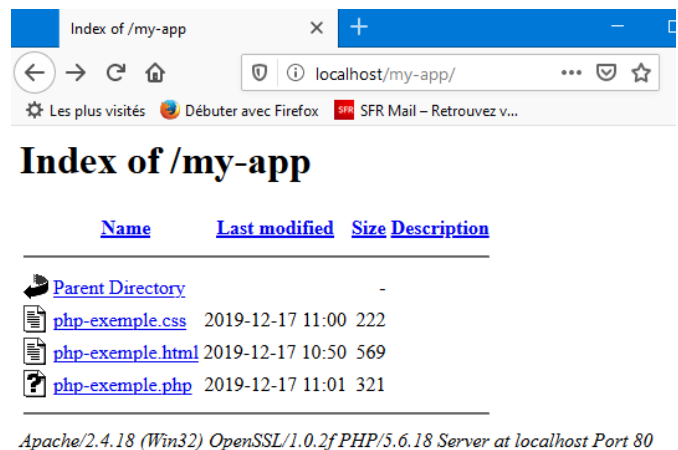 Index of /my-app
localhost/my-app/
Les plus visités Débuter avec Firefox SFR SFR Mail – Retrouvez v...
Index of /my-app
Name Last modified Size Description
Parent Directory -
php-exemple.css 2019-12-17 11:00 222
php-exemple.html 2019-12-17 10:50 569
php-exemple.php 2019-12-17 11:01 321
Apache/2.4.18 (Win32) OpenSSL/1.0.2f PHP/5.6.18 Server at localhost Port 80